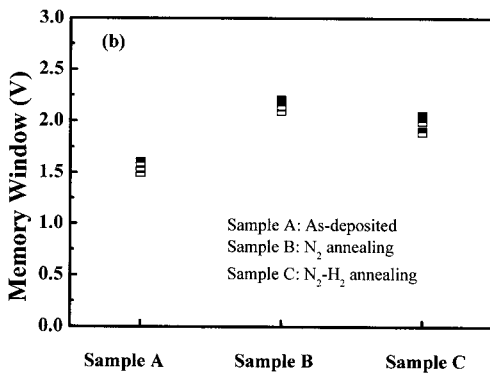 (b)
Memory Window (V)
3.0
2.5
2.0
1.5
1.0
0.5
0.0
Sample A: As-deposited
Sample B: N₂ annealing
Sample C: N₂-H₂ annealing
Sample A Sample B Sample C